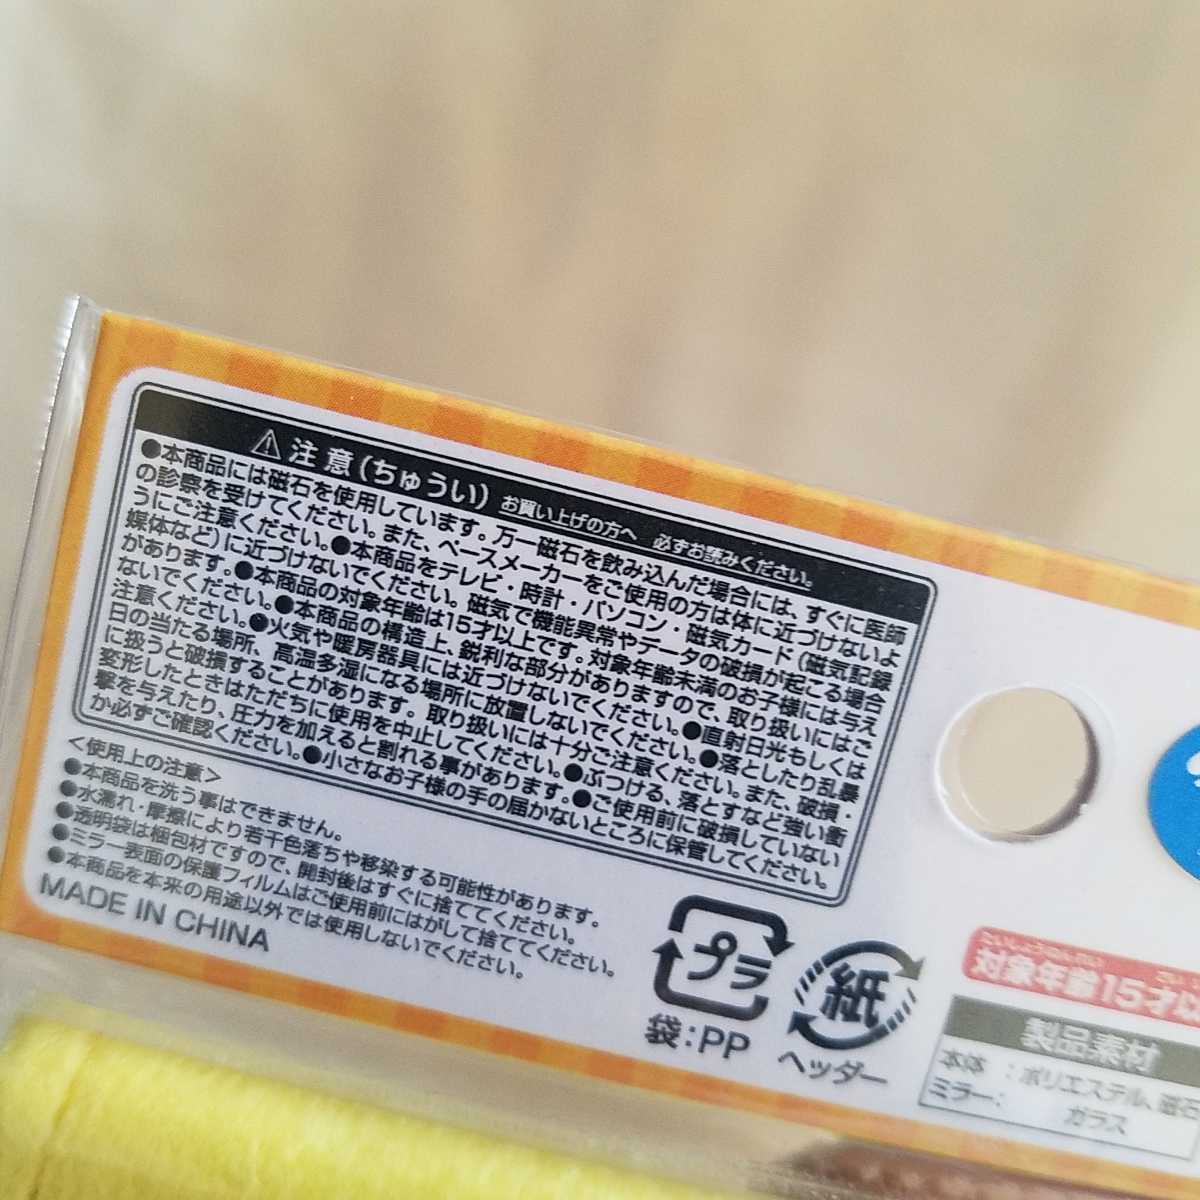 ⚠ 注意(ちゅうい) お買い上げの方へ 必ずお読みください。
●本商品には磁石を使用しています。万一磁石を飲み込んだ場合には、すぐに医師
の診察を受けてください。また、ペースメーカーをご使用の方は体に近づけないよ
うにご注意ください。●本商品をテレビ・時計・パソコン・磁気カード(磁気記録
媒体など)に近づけないでください。磁気で機能異常やデータの破損が起こる場合
があります。●本商品の対象年齢は15才以上です。対象年齢未満のお子様には与え
ないでください。●本商品の構造上、鋭利な部分がありますので、取り扱いにはご
注意ください。●火気や暖房器具には近づけないでください。●直射日光もしくは
日の当たる場所、高温多湿になる場所に放置しないでください。●落としたり乱暴
に扱うと破損することがあります。取り扱いには十分ご注意ください。また、破損・
変形したときはただちに使用を中止してください。●ぶつける、落とすなど強い衝
撃を与えたり、圧力を加えると割れる事があります。●ご使用前に破損していない
か必ずご確認ください。●小さなお子様の手の届かないところに保管してください。
<使用上の注意>
●本商品を洗う事はできません。
●水濡れ・摩擦により若干色落ちや移染する可能性があります。
●透明袋は梱包材ですので、開封後はすぐに捨ててください。
●ミラー表面の保護フィルムはご使用前にはがして捨ててください。
●本商品を本来の用途以外では使用しないでください。
MADE IN CHINA
プラ
袋:PP
紙
ヘッダー
対象年齢15才以
製品素材
本体 :ポリエステル、磁石
ミラー: ガラス